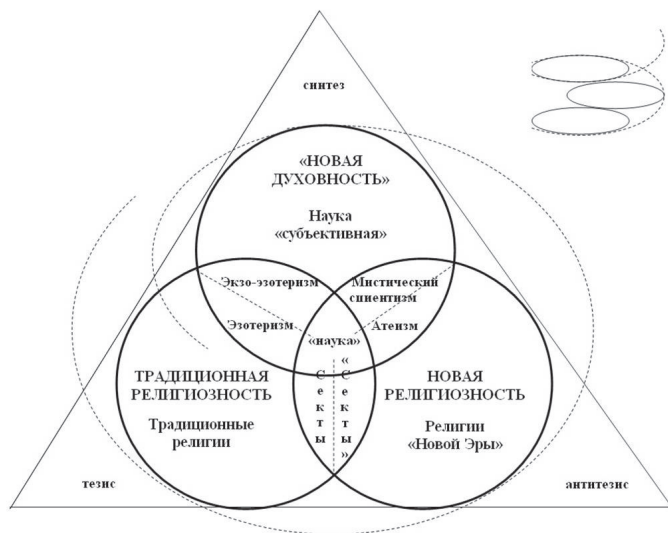 синтез
«НОВАЯ
ДУХОВНОСТЬ»
Наука
«субъективная»
Экзо-эзотеризм
Мистический
сциентизм
Эзотеризм
Атеизм
«наука»
ТРАДИЦИОННАЯ
РЕЛИГИОЗНОСТЬ
Традиционные
религии
Секты
«Секты»
НОВАЯ
РЕЛИГИОЗНОСТЬ
Религии
«Новой Эры»
тезис
антитезис